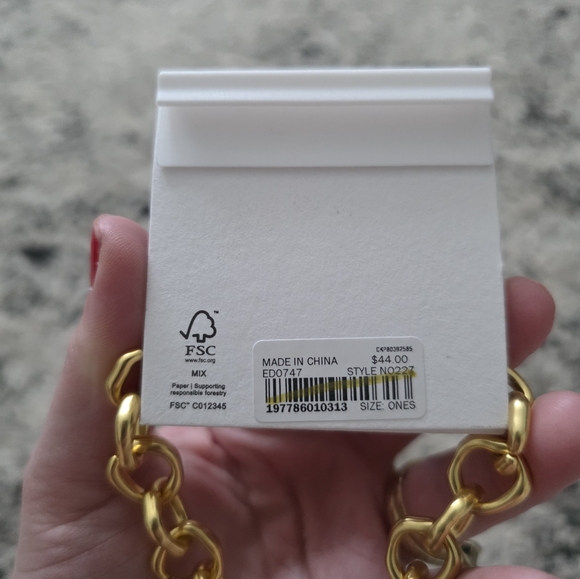 FSC
www.fsc.org
MIX
Paper | Supporting
responsible forestry
FSC™ C012345
CKP80397585
MADE IN CHINA $44.00
ED0747 STYLE NO227
197786010313 SIZE: ONES